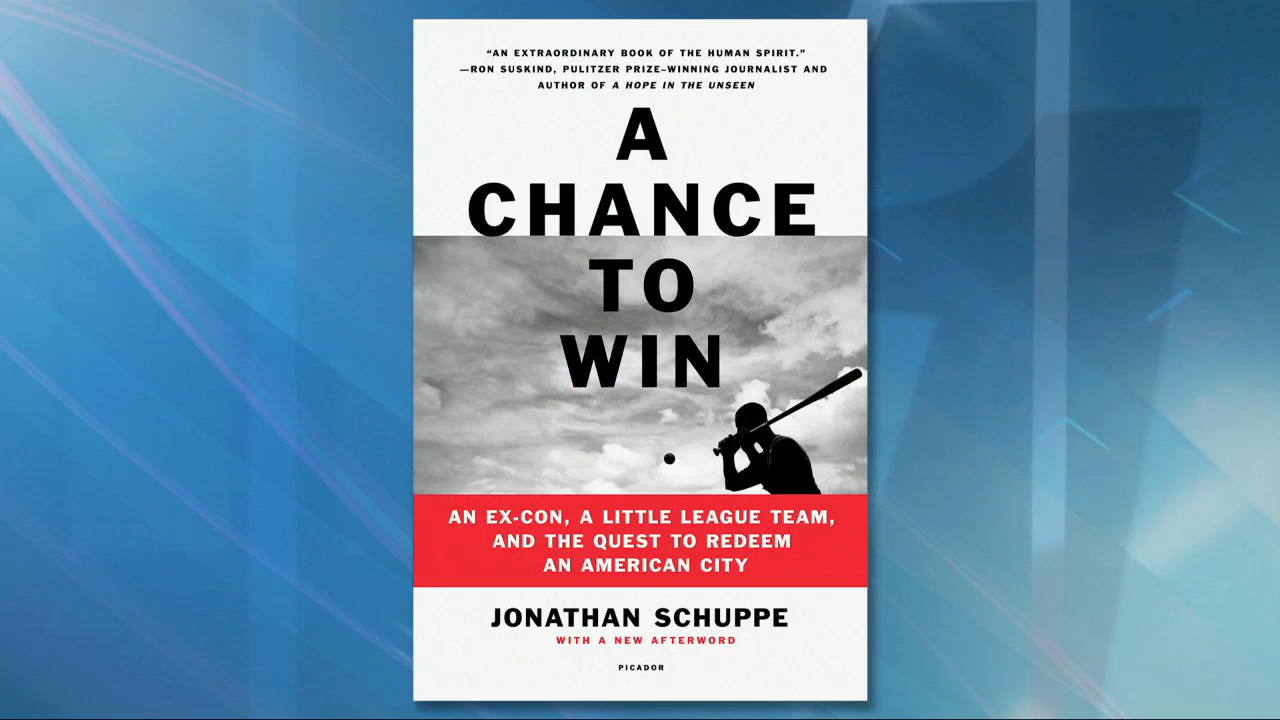 “AN EXTRAORDINARY BOOK OF THE HUMAN SPIRIT.”
—RON SUSKIND, PULITZER PRIZE–WINNING JOURNALIST AND
AUTHOR OF A HOPE IN THE UNSEEN
A
CHANCE
TO
WIN
AN EX-CON, A LITTLE LEAGUE TEAM,
AND THE QUEST TO REDEEM
AN AMERICAN CITY
JONATHAN SCHUPPE
WITH A NEW AFTERWORD
PICADOR